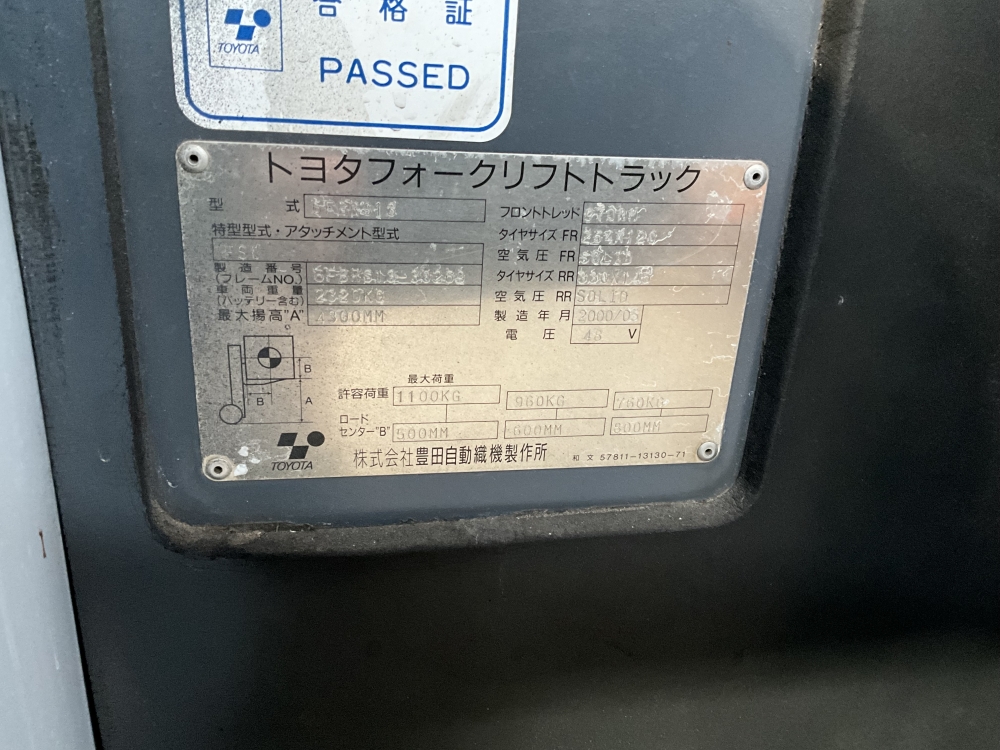 合格証
TOYOTA
PASSED
トヨタフォークリフトトラック
型式
フロントトレッド
特型型式・アタッチメント型式
タイヤサイズ FR
空気圧 FR
製造番号
(フレームNO.)
タイヤサイズ RR
車両重量
(バッテリー含む)
空気圧 RR SOLID
最大揚高"A"
製造年月
電圧 48 V
B
B
A
最大荷重
許容荷重 1100KG 960KG 760KG
ロード
センター"B" 500MM 600MM 800MM
TOYOTA
株式会社豊田自動織機製作所
和文 57811-13130-71